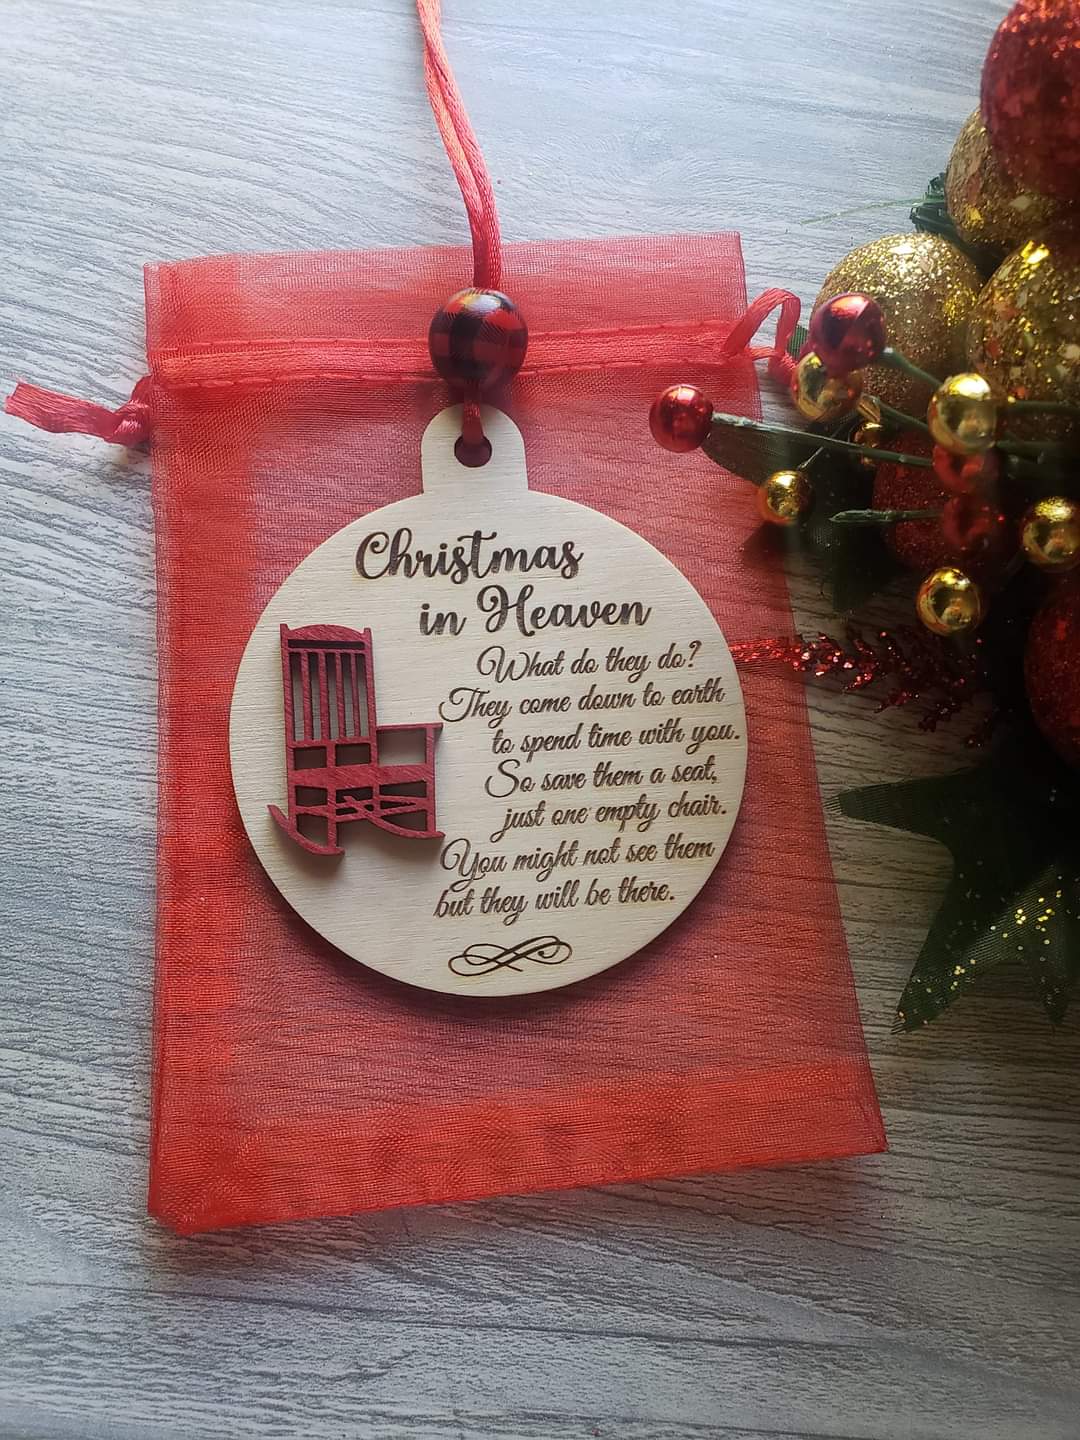 Christmas
in Heaven
What do they do?
They come down to earth
to spend time with you.
So save them a seat,
just one empty chair.
You might not see them
but they will be there.